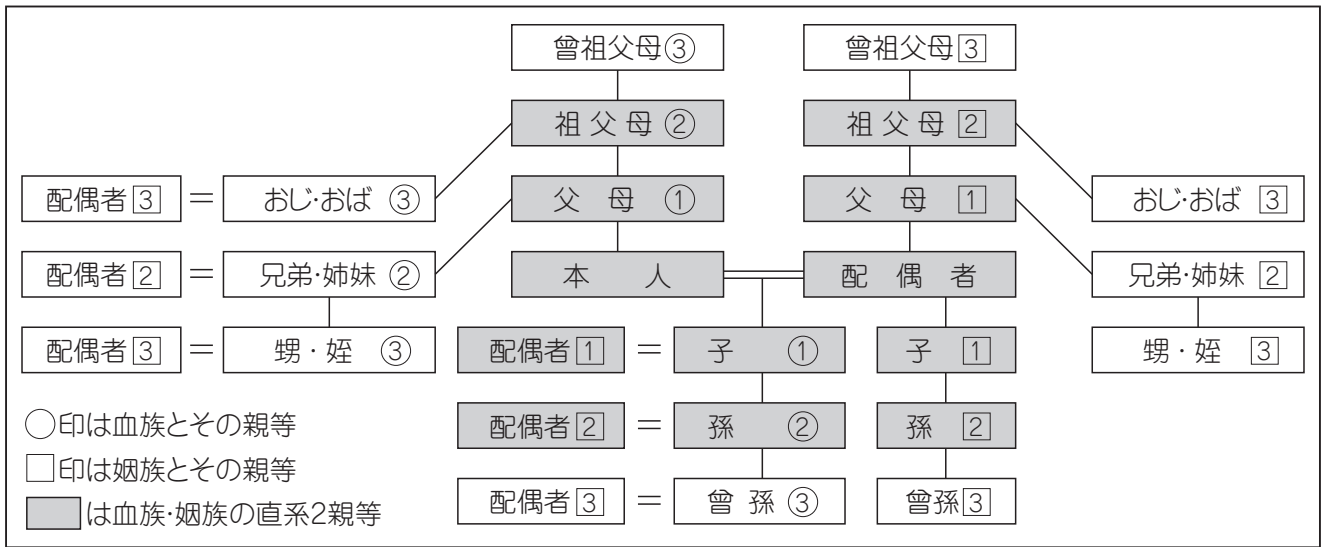 曾祖父母③ 曾祖父母3
祖父母② 祖父母2
配偶者3 = おじ・おば ③ 父母① 父母1 おじ・おば 3
配偶者2 = 兄弟・姉妹② 本人 配偶者 兄弟・姉妹2
配偶者3 = 甥・姪 ③ 配偶者1 = 子 ① 子 1 甥・姪 3
○印は血族とその親等 配偶者2 = 孫 ② 孫 2
□印は姻族とその親等
配偶者3 = 曾孫③ 曾孫3
は血族・姻族の直系2親等